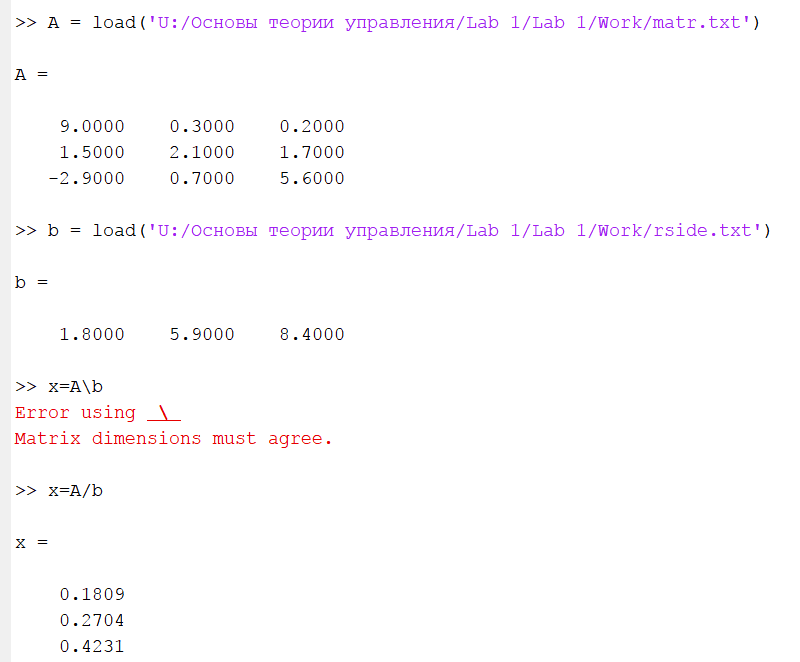 >> A = load('U:/Основы теории управления/Lab 1/Lab 1/Work/matr.txt')
A =
9.0000 0.3000 0.2000
1.5000 2.1000 1.7000
-2.9000 0.7000 5.6000
>> b = load('U:/Основы теории управления/Lab 1/Lab 1/Work/rside.txt')
b =
1.8000 5.9000 8.4000
>> x=A\b
Error using \
Matrix dimensions must agree.
>> x=A/b
x =
0.1809
0.2704
0.4231